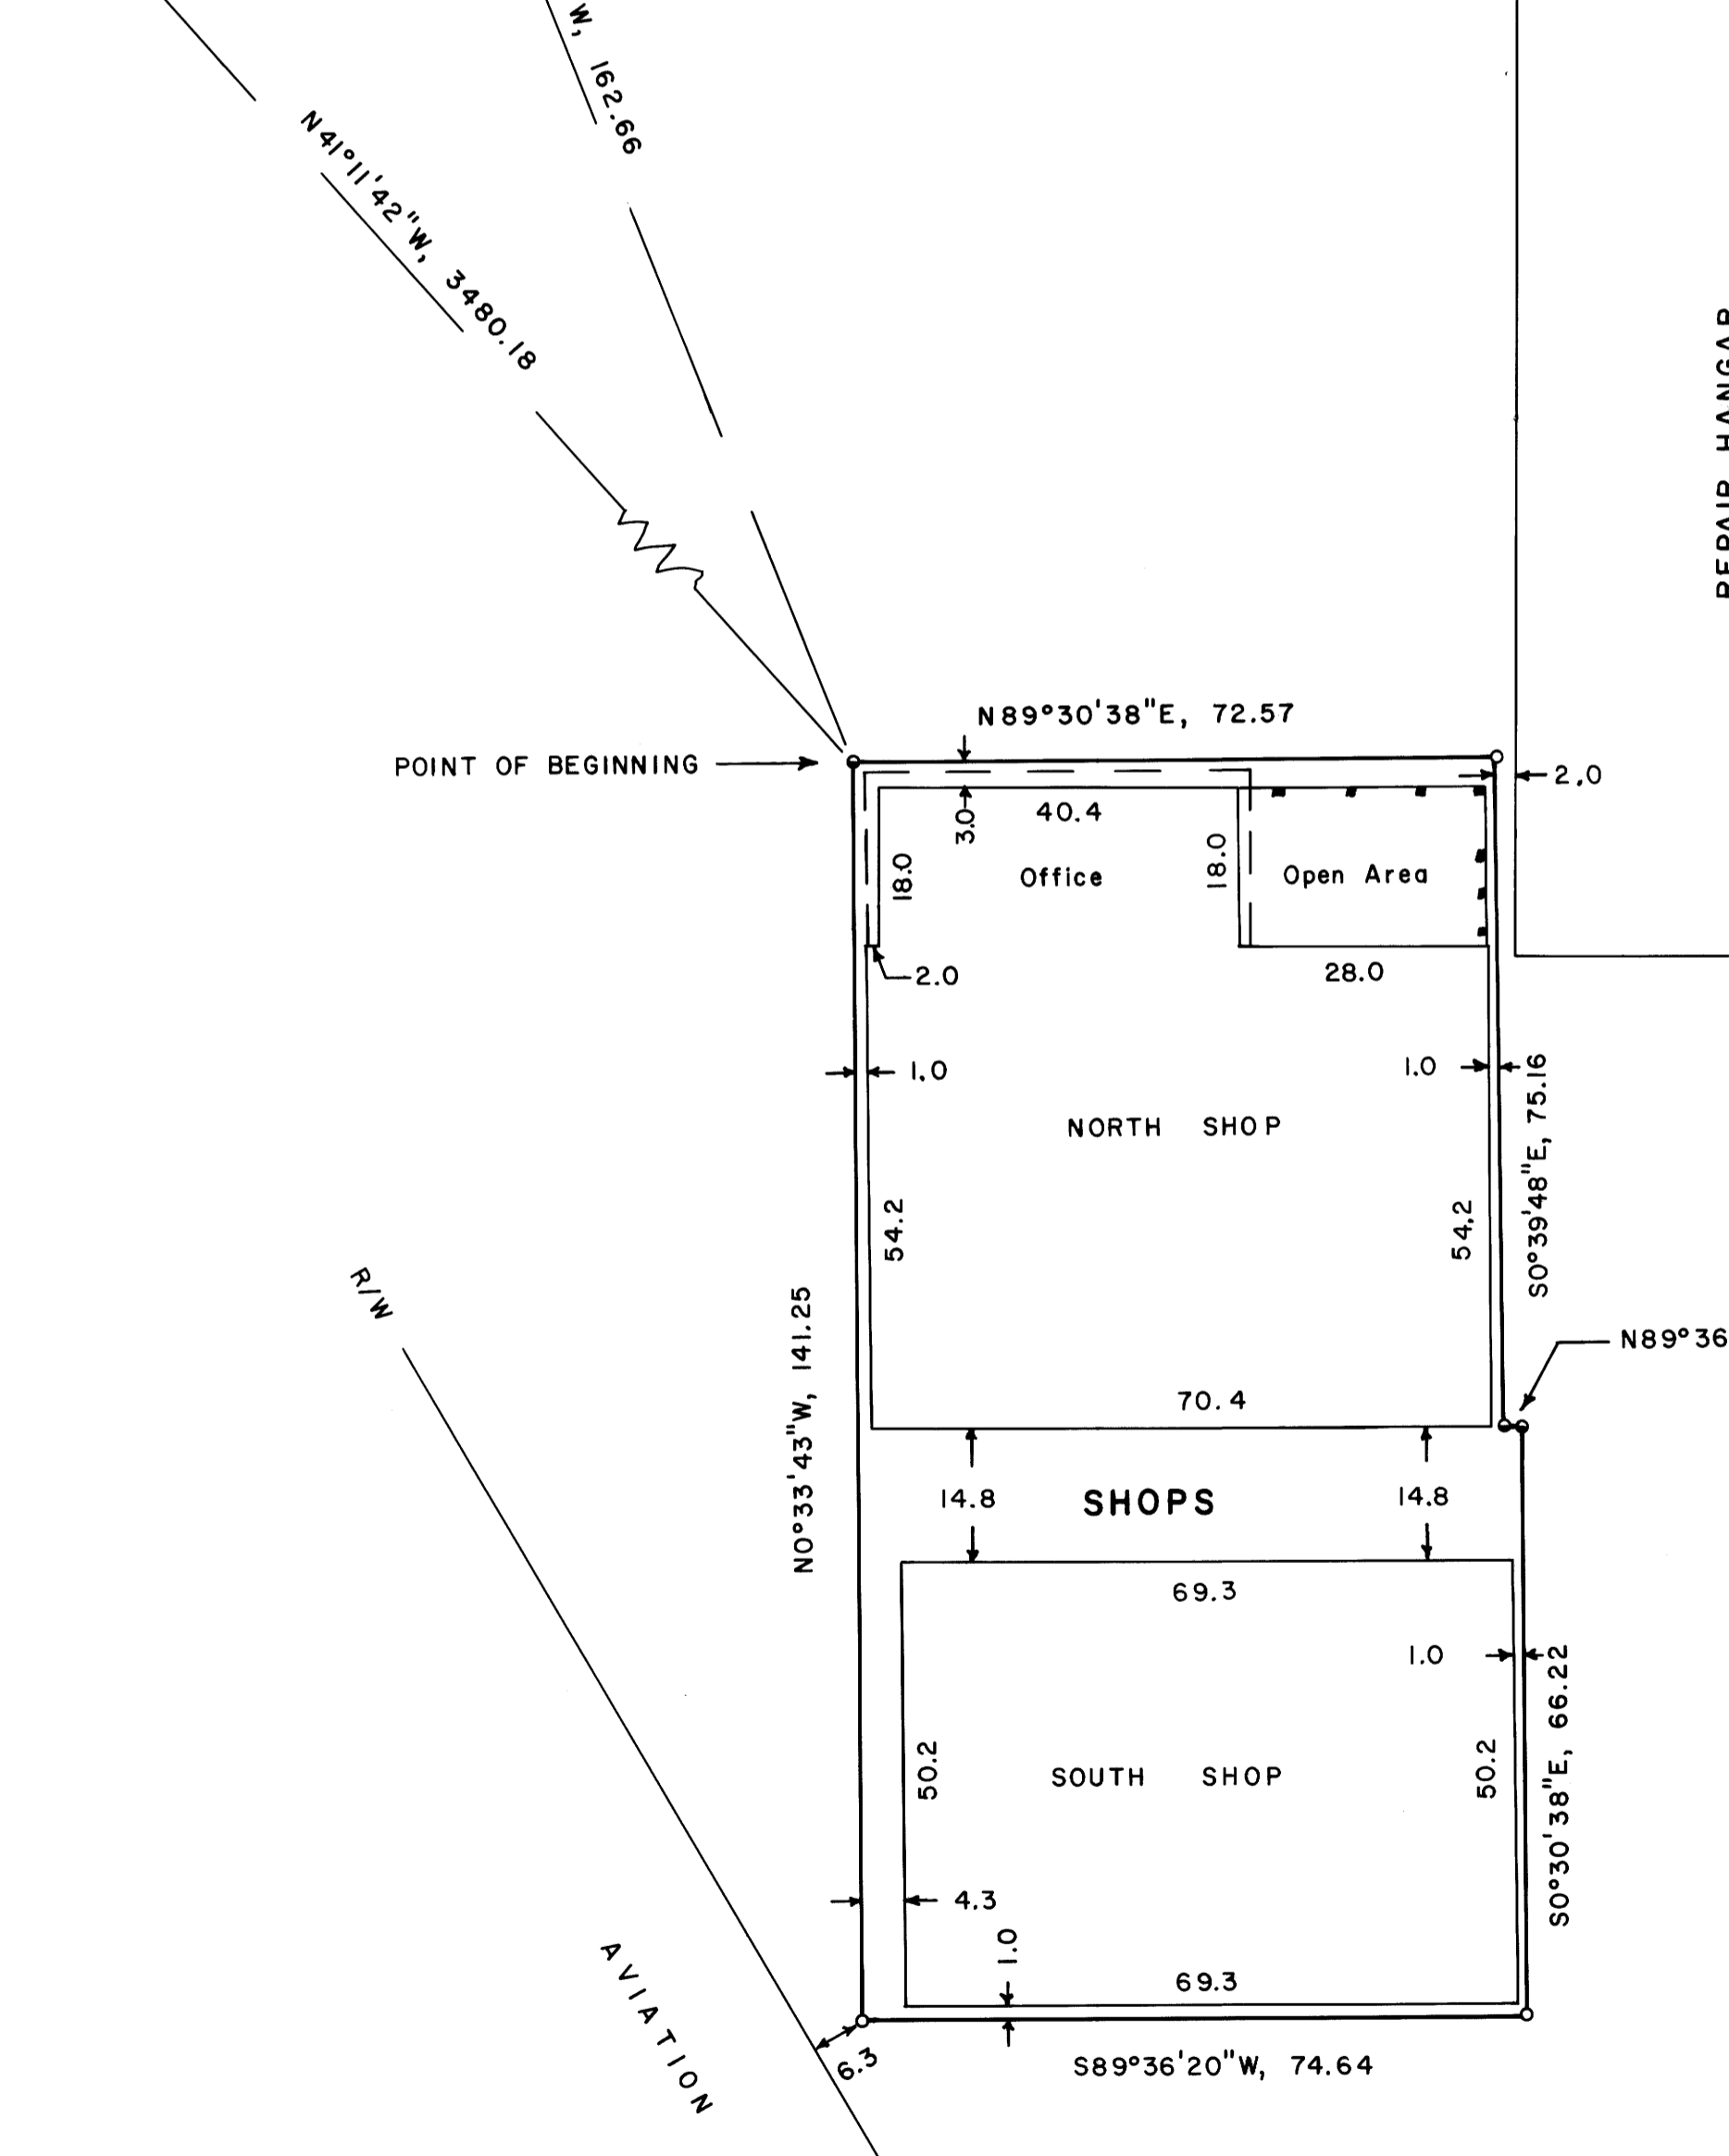 W, 162.66
N41°11'42"W, 3480.18
REPAIR HANGAR
N89°30'38"E, 72.57
POINT OF BEGINNING
2.0
3.0
40.4
18.0
18.0
Office
Open Area
2.0
28.0
1.0
1.0
S0°39'48"E, 75.16
NORTH SHOP
54.2
54.2
R/W
N0°33'43"W, 141.25
N89°36
70.4
14.8
SHOPS
14.8
69.3
1.0
S0°30'38"E, 66.22
50.2
SOUTH SHOP
50.2
4.3
1.0
69.3
AVIATION
6.3
S89°36'20"W, 74.64